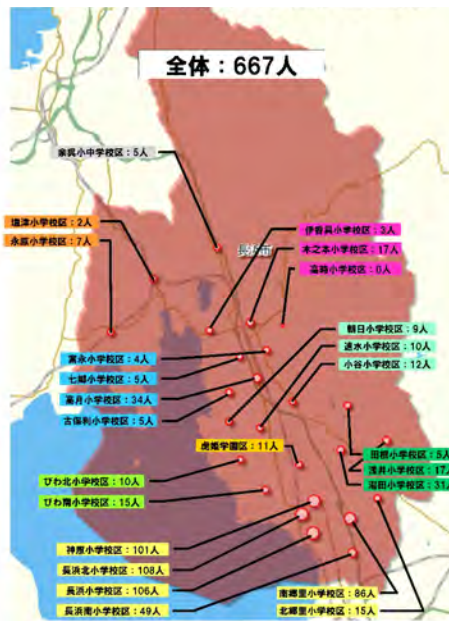 全体：667人
余呉小中学校区：5人
塩津小学校区：2人
永原小学校区：7人
伊香具小学校区：3人
木之本小学校区：17人
高時小学校区：0人
長浜市
朝日小学校区：9人
速水小学校区：10人
小谷小学校区：12人
富永小学校区：4人
七郷小学校区：5人
高月小学校区：34人
古保利小学校区：5人
虎姫学園区：11人
田根小学校区：5人
浅井小学校区：17人
湯田小学校区：31人
びわ北小学校区：10人
びわ南小学校区：15人
神照小学校区：101人
長浜北小学校区：108人
長浜小学校区：106人
長浜南小学校区：49人
南郷里小学校区：86人
北郷里小学校区：15人